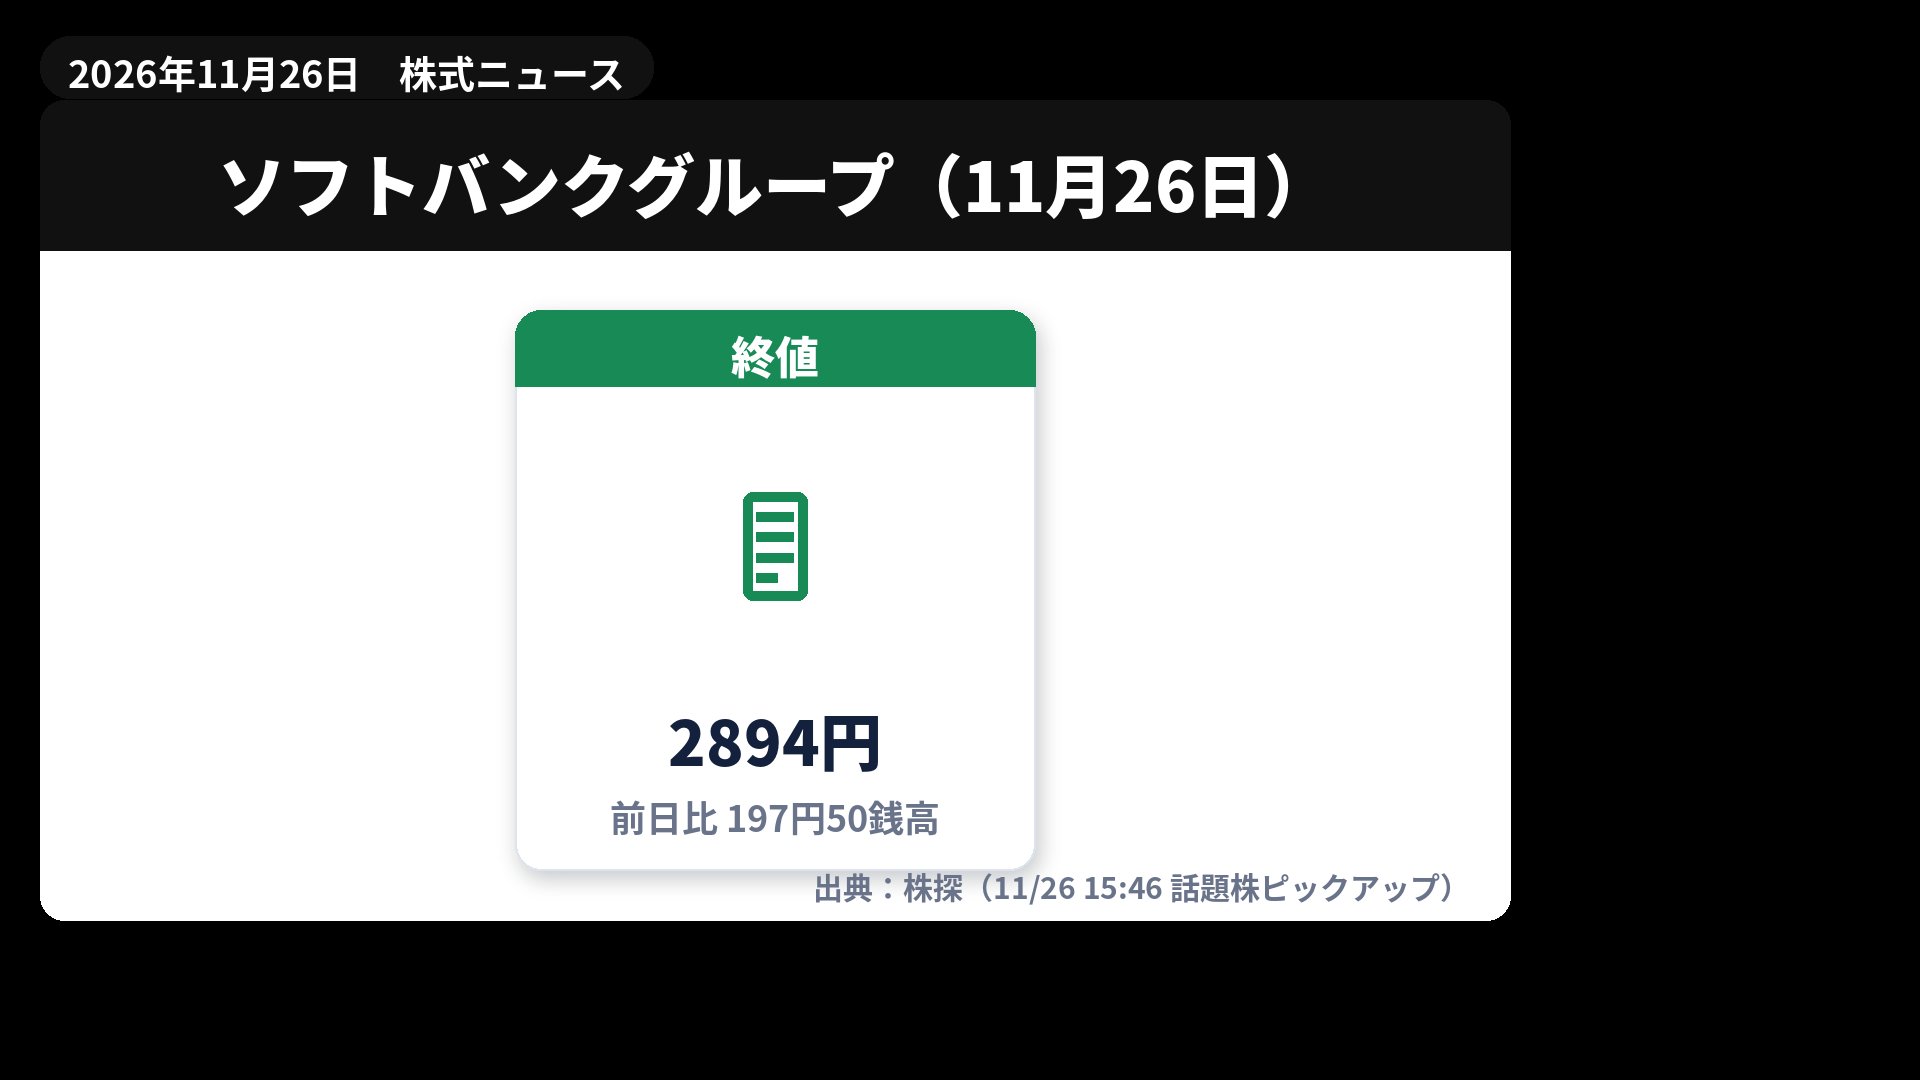 2026年11月26日　株式ニュース
ソフトバンクグループ（11月26日）
終値
2894円
前日比 197円50銭高
出典：株探（11/26 15:46 話題株ピックアップ）